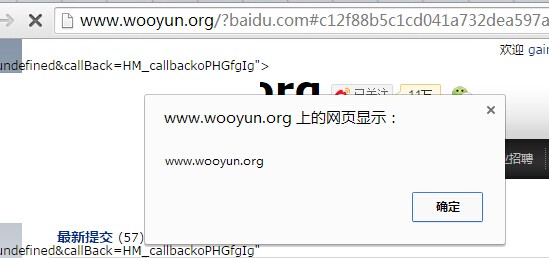 www.wooyun.org/?baidu.com#c12f88b5c1cd041a732dea597a
欢迎 gain
undefined&callBack=HM_callbackoPHGfgIg">
org 已关注 11万
www.wooyun.org 上的网页显示：
www.wooyun.org
业招聘
确定
最新提交 (57)
undefined&callBack=HM_callbackoPHGfgIg"